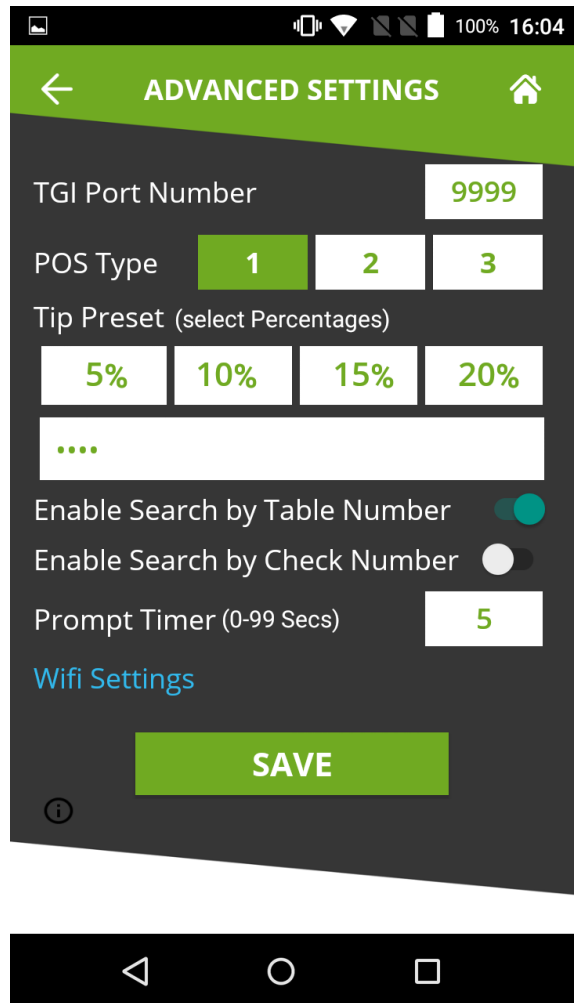 100% 16:04
ADVANCED SETTINGS
TGI Port Number 9999
POS Type 1 2 3
Tip Preset (select Percentages)
5% 10% 15% 20%
••••
Enable Search by Table Number
Enable Search by Check Number
Prompt Timer (0-99 Secs) 5
Wifi Settings
SAVE